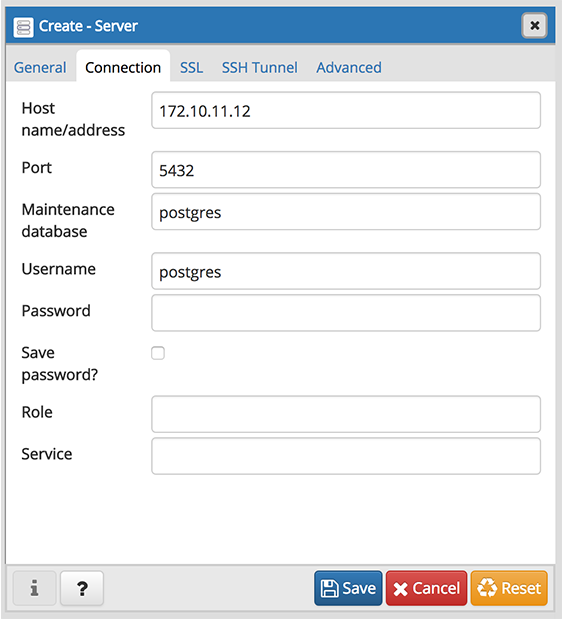 Create - Server
General Connection SSL SSH Tunnel Advanced
Host
name/address
172.10.11.12
Port
5432
Maintenance
database
postgres
Username
postgres
Password
Save
password?
Role
Service
i ? Save Cancel Reset